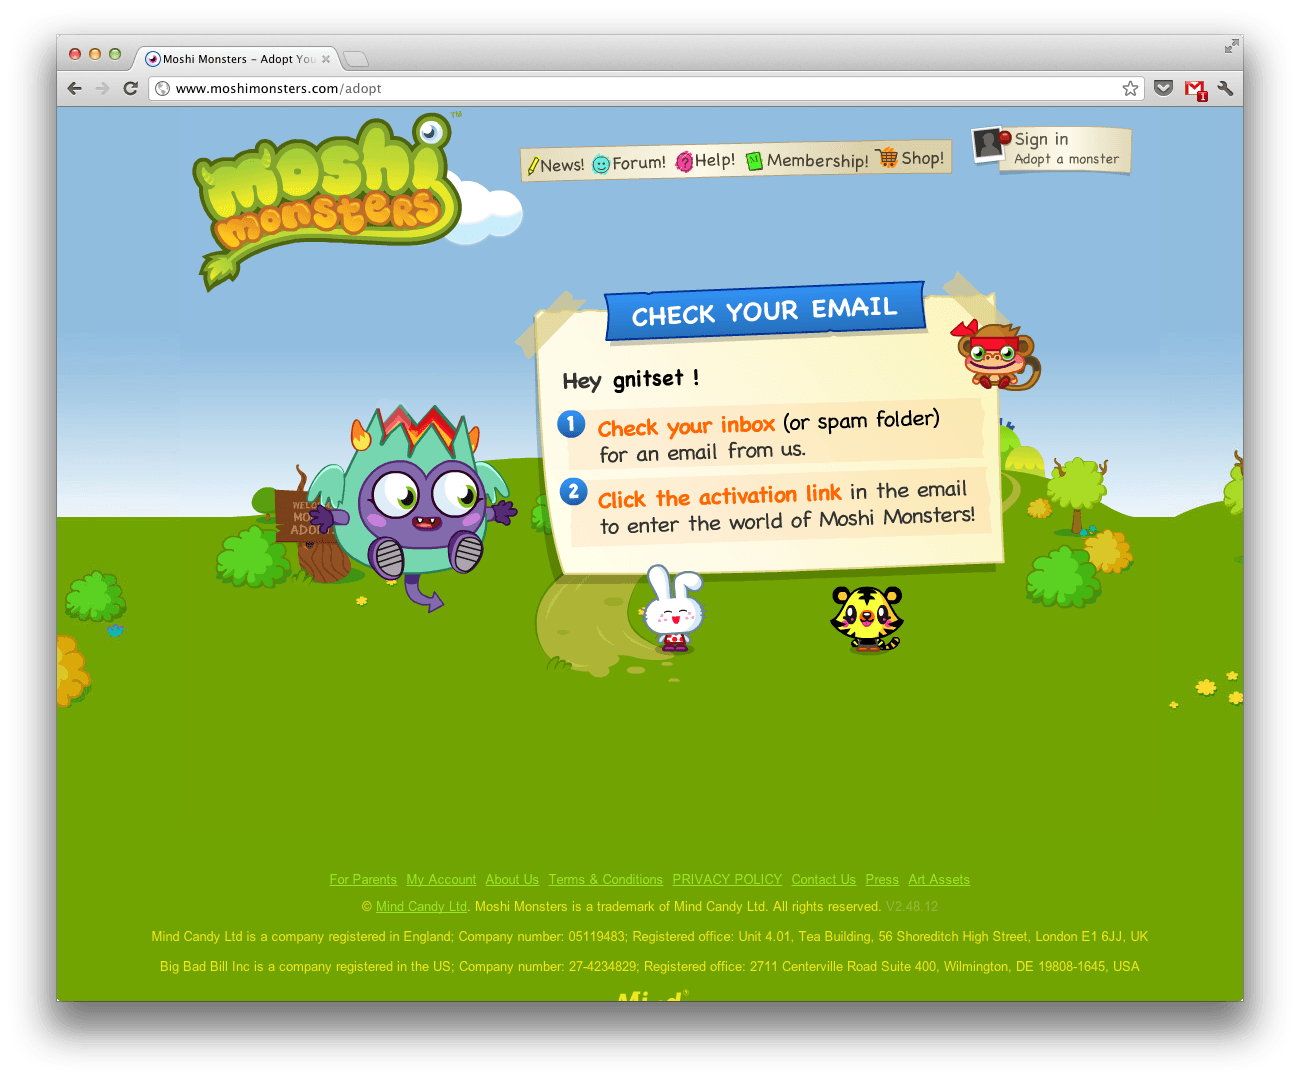 Moshi Monsters – Adopt You
www.moshimonsters.com/adopt
1
moshi
monsters
TM
News! Forum! Help! Membership! Shop!
Sign in
Adopt a monster
CHECK YOUR EMAIL
Hey gnitset !
1 Check your inbox (or spam folder)
for an email from us.
2 Click the activation link in the email
to enter the world of Moshi Monsters!
For Parents My Account About Us Terms & Conditions PRIVACY POLICY Contact Us Press Art Assets
© Mind Candy Ltd. Moshi Monsters is a trademark of Mind Candy Ltd. All rights reserved. V2.48.12
Mind Candy Ltd is a company registered in England; Company number: 05119483; Registered office: Unit 4.01, Tea Building, 56 Shoreditch High Street, London E1 6JJ, UK
Big Bad Bill Inc is a company registered in the US; Company number: 27-4234829; Registered office: 2711 Centerville Road Suite 400, Wilmington, DE 19808-1645, USA
Mind